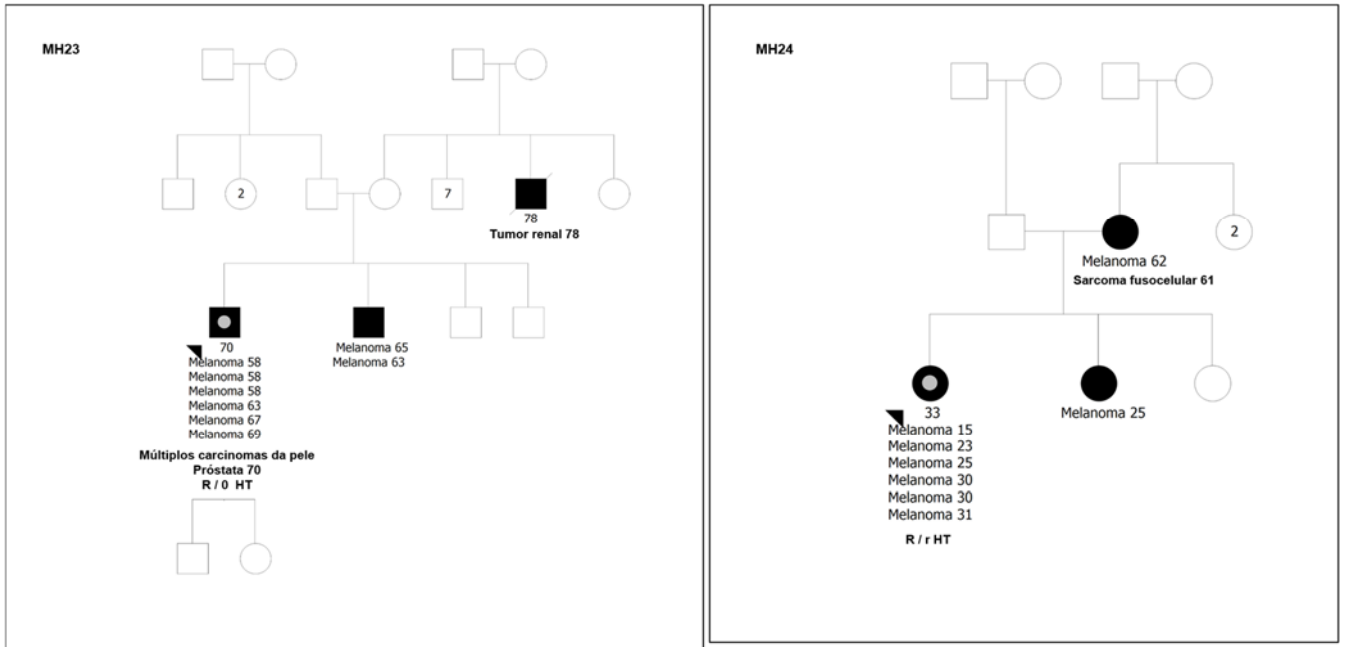 MH23
2
7
78
Tumor renal 78
70
Melanoma 58
Melanoma 58
Melanoma 58
Melanoma 63
Melanoma 67
Melanoma 69
Múltiplos carcinomas da pele
Próstata 70
R / 0 HT
Melanoma 65
Melanoma 63
MH24
2
Melanoma 62
Sarcoma fusocelular 61
33
Melanoma 15
Melanoma 23
Melanoma 25
Melanoma 30
Melanoma 30
Melanoma 31
R / r HT
Melanoma 25